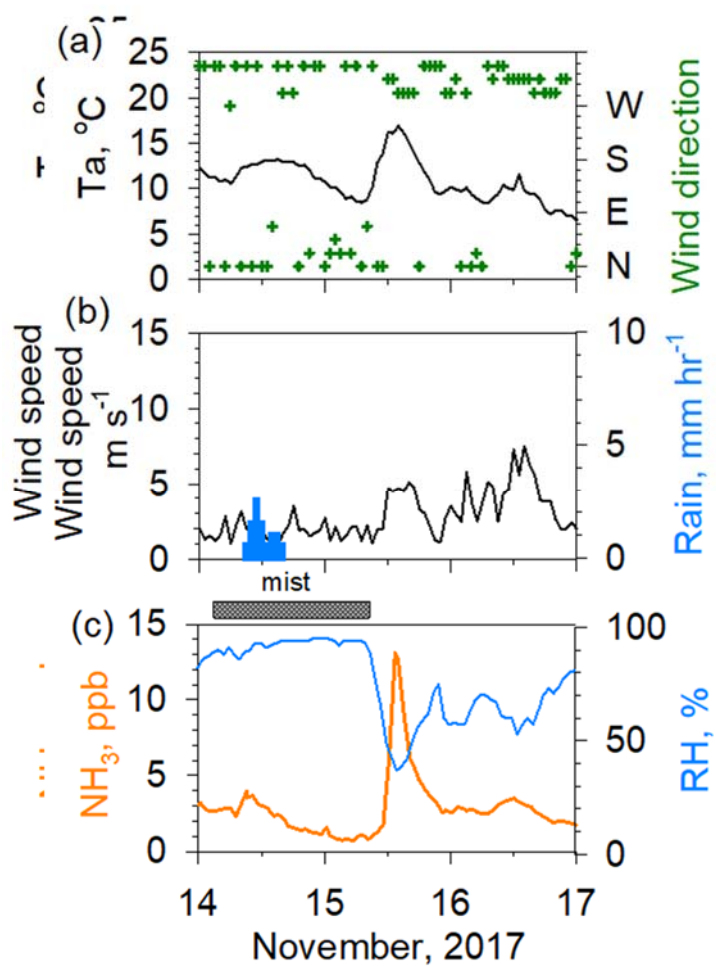 (a)
25
20
15
10
5
0
Ta, °C
W
S
E
N
Wind direction
(b)
15
10
5
0
Wind speed
Wind speed
m s⁻¹
10
5
0
Rain, mm hr⁻¹
mist
(c)
15
10
5
0
NH₃, ppb
100
50
0
RH, %
14 15 16 17
November, 2017